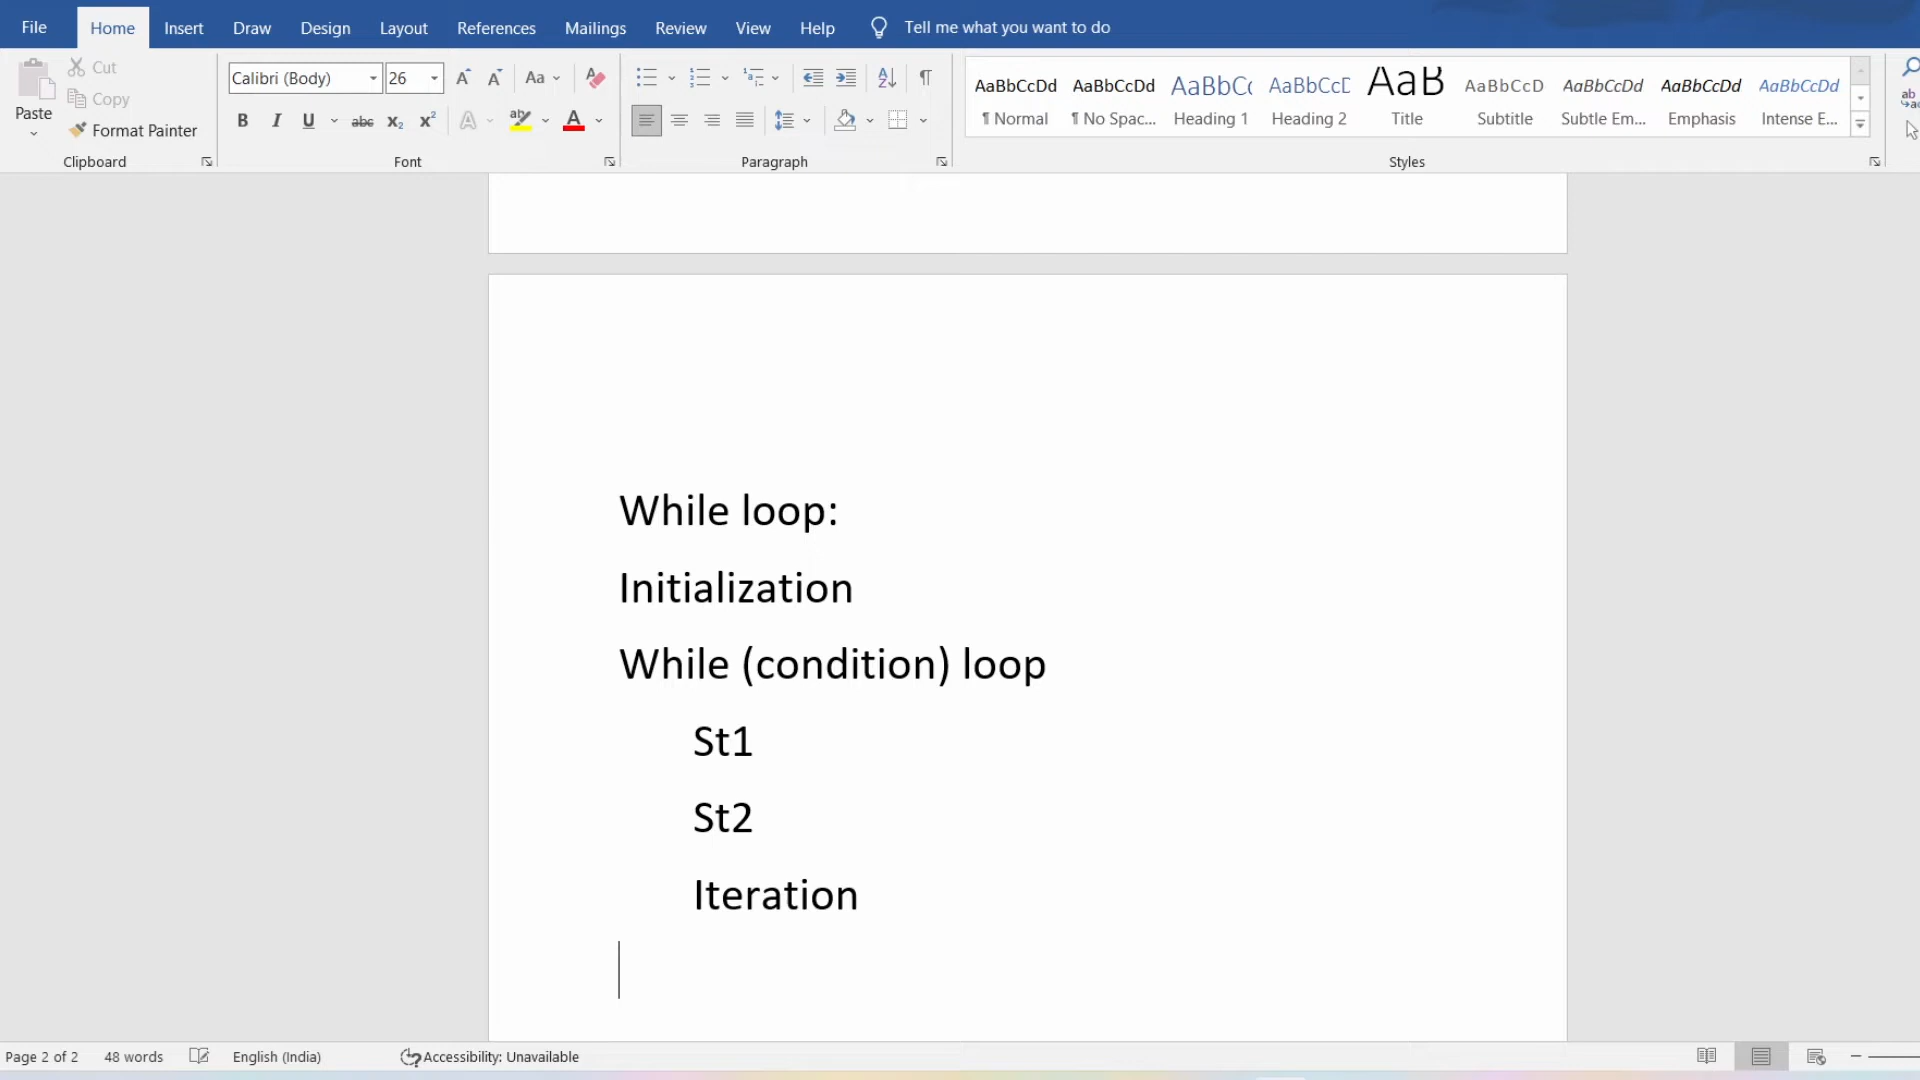 File Home Insert Draw Design Layout References Mailings Review View Help Tell me what you want to do
Cut
Copy
Paste
Format Painter
Clipboard
Calibri (Body) 26
Font
Paragraph
AaBbCcDd AaBbCcDd AaBbCc AaBbCcD AaB AaBbCcD AaBbCcDd AaBbCcDd AaBbCcDd
¶ Normal ¶ No Spac... Heading 1 Heading 2 Title Subtitle Subtle Em... Emphasis Intense E...
Styles
While loop:
Initialization
While (condition) loop
St1
St2
Iteration
Page 2 of 2 48 words English (India) Accessibility: Unavailable